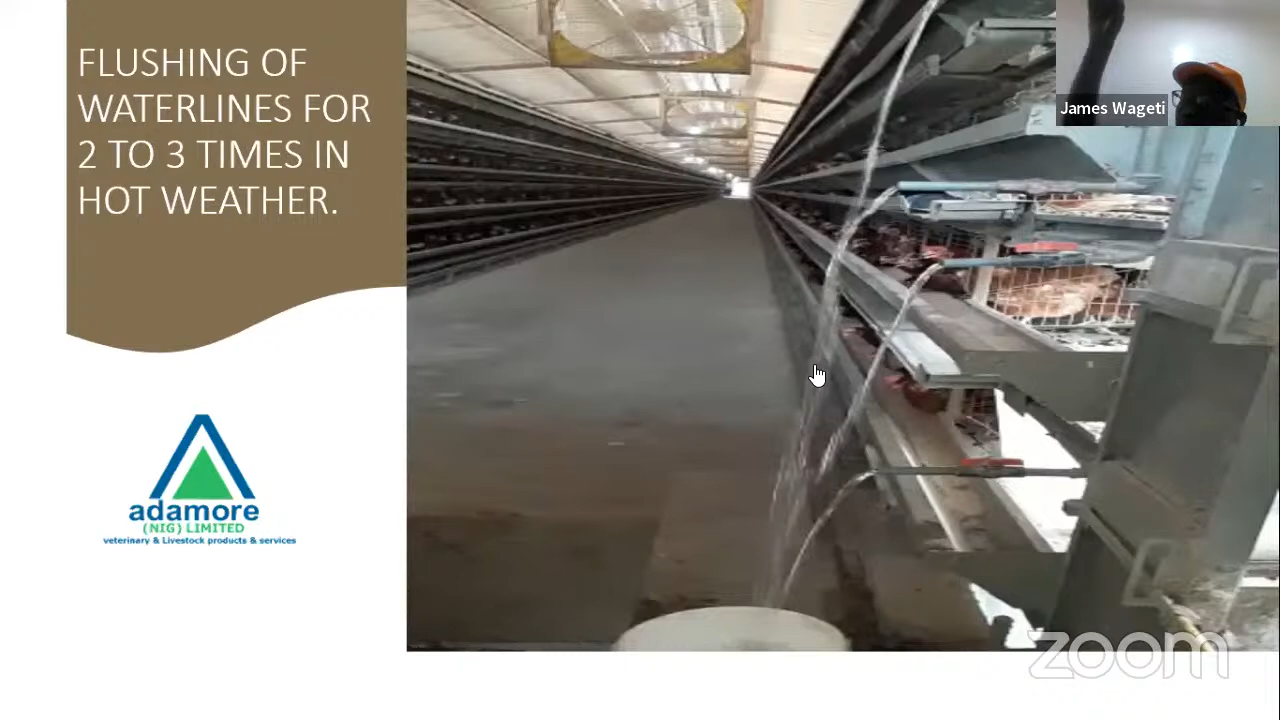 FLUSHING OF
WATERLINES FOR
2 TO 3 TIMES IN
HOT WEATHER.
James Wageti
adamore
(NIG) LIMITED
veterinary & Livestock products & services
zoom